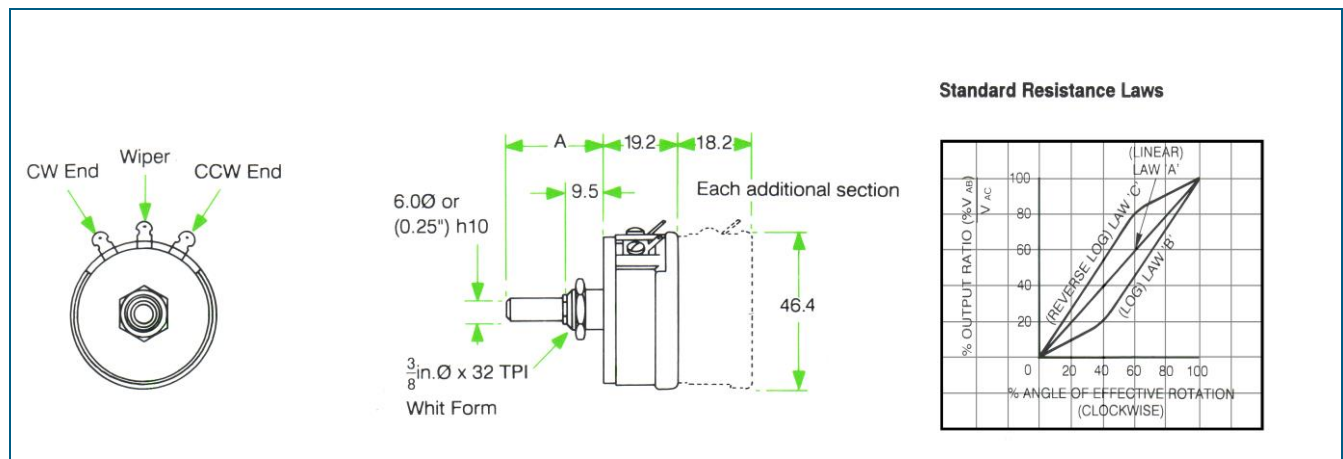 CW End
Wiper
CCW End
A
19.2
18.2
9.5
Each additional section
6.0Ø or
(0.25") h10
46.4
3/8 in.Ø x 32 TPI
Whit Form
Standard Resistance Laws
% OUTPUT RATIO (%V AB)
V AC
100
80
60
40
20
0
20
40
60
80
100
(LINEAR)
LAW 'A'
(REVERSE LOG) LAW 'C'
(LOG) LAW 'B'
% ANGLE OF EFFECTIVE ROTATION
(CLOCKWISE)